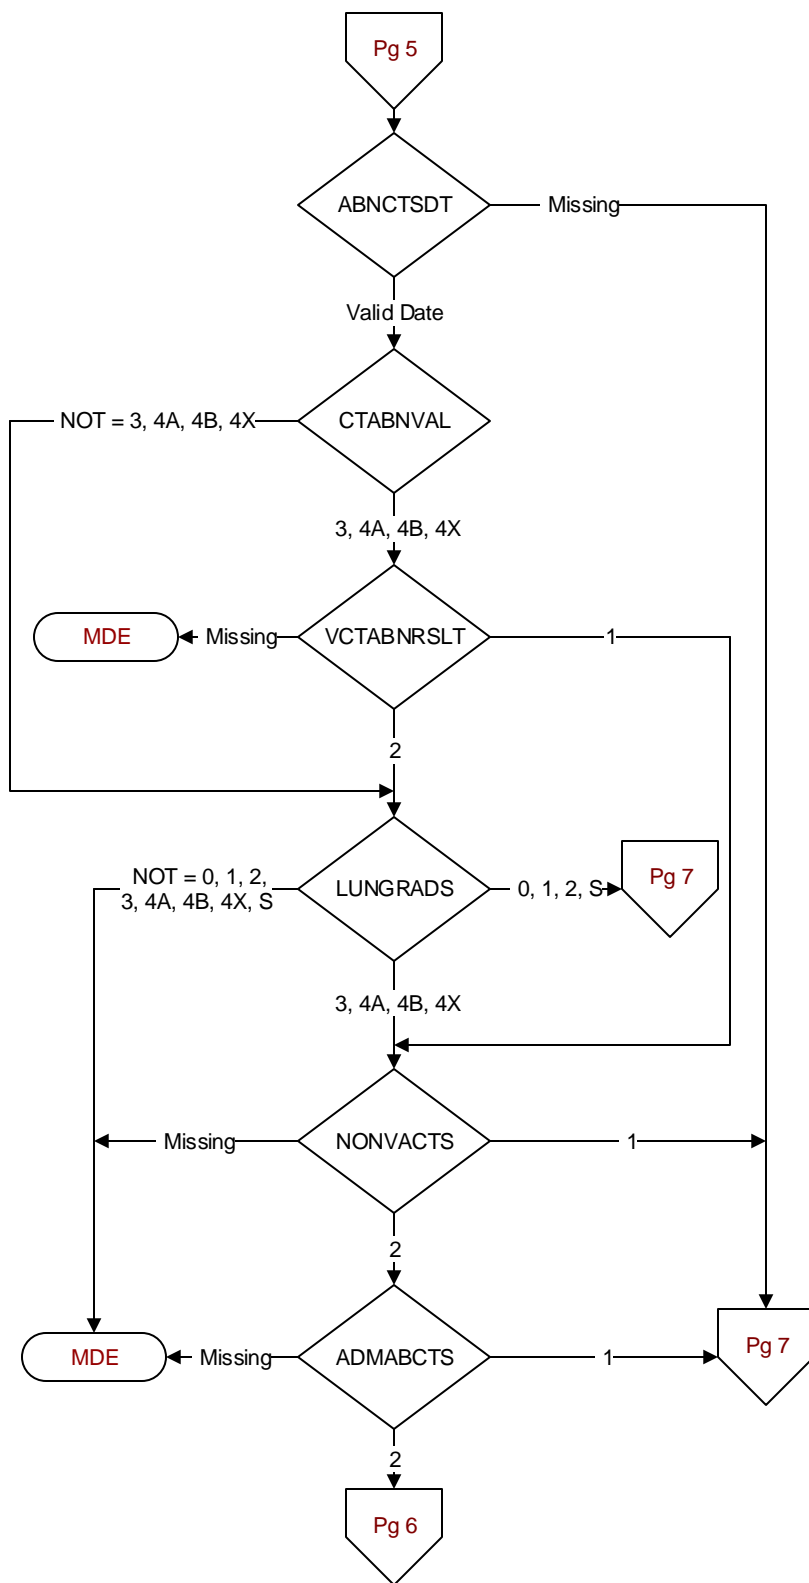 Pg 5
ABNCTSDT
Missing
Valid Date
NOT = 3, 4A, 4B, 4X
CTABNVAL
3, 4A, 4B, 4X
MDE
Missing
VCTABNRSLT
1
2
NOT = 0, 1, 2,
3, 4A, 4B, 4X, S
LUNGRADS
0, 1, 2, S
Pg 7
3, 4A, 4B, 4X
Missing
NONVACTS
1
2
MDE
Missing
ADMABCTS
1
Pg 7
2
Pg 6